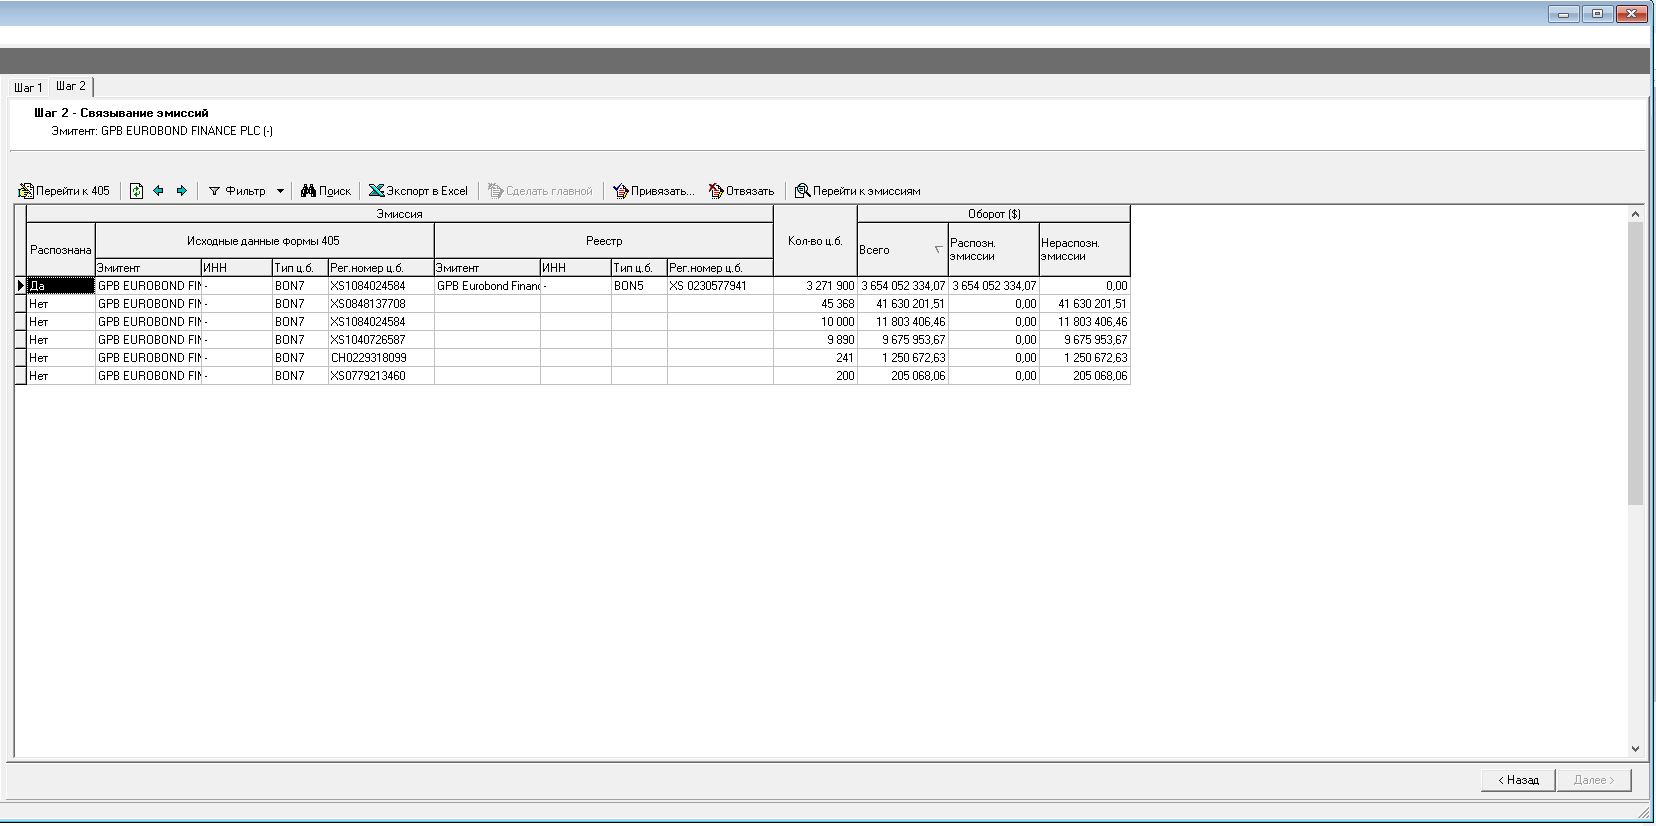 Шаг 1 Шаг 2
Шаг 2 - Связывание эмиссий
Эмитент: GPB EUROBOND FINANCE PLC (-)
Перейти к 405 Фильтр Поиск Экспорт в Excel Сделать главной Привязать... Отвязать Перейти к эмиссиям
Эмиссия Оборот ($)
Распознана Исходные данные Формы 405 Реестр Кол-во ц.б. Всего Распозн. эмиссии Нераспозн. эмиссии
Эмитент ИНН Тип ц.б. Рег.номер ц.б. Эмитент ИНН Тип ц.б. Рег.номер ц.б.
Да GPB EUROBOND FIN - BON7 XS1084024584 GPB Eurobond Financ - BON5 XS 0230577941 3 271 900 3 654 052 334,07 3 654 052 334,07 0,00
Нет GPB EUROBOND FIN - BON7 XS0848137708 45 368 41 630 201,51 0,00 41 630 201,51
Нет GPB EUROBOND FIN - BON7 XS1084024584 10 000 11 803 406,46 0,00 11 803 406,46
Нет GPB EUROBOND FIN - BON7 XS1040726587 9 890 9 675 953,67 0,00 9 675 953,67
Нет GPB EUROBOND FIN - BON7 CH0229318099 241 1 250 672,63 0,00 1 250 672,63
Нет GPB EUROBOND FIN - BON7 XS0779213460 200 205 068,06 0,00 205 068,06
< Назад Далее >